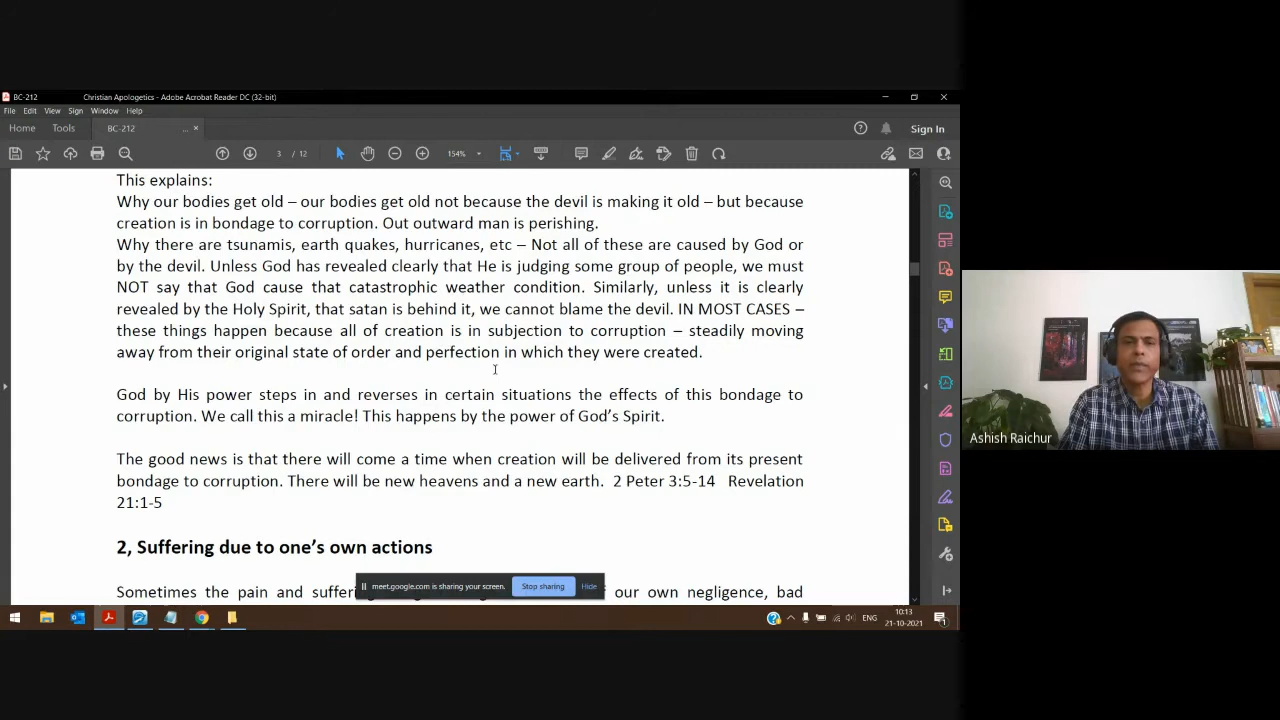 BC-212 Christian Apologetics - Adobe Acrobat Reader DC (32-bit)
File Edit View Sign Window Help
Home Tools BC-212 ... × Sign In
3 / 12 154%
This explains:
Why our bodies get old – our bodies get old not because the devil is making it old – but because
creation is in bondage to corruption. Out outward man is perishing.
Why there are tsunamis, earth quakes, hurricanes, etc – Not all of these are caused by God or
by the devil. Unless God has revealed clearly that He is judging some group of people, we must
NOT say that God cause that catastrophic weather condition. Similarly, unless it is clearly
revealed by the Holy Spirit, that satan is behind it, we cannot blame the devil. IN MOST CASES –
these things happen because all of creation is in subjection to corruption – steadily moving
away from their original state of order and perfection in which they were created.
God by His power steps in and reverses in certain situations the effects of this bondage to
corruption. We call this a miracle! This happens by the power of God's Spirit.
The good news is that there will come a time when creation will be delivered from its present
bondage to corruption. There will be new heavens and a new earth. 2 Peter 3:5-14 Revelation
21:1-5
2, Suffering due to one's own actions
Sometimes the pain and suffering our own negligence, bad
meet.google.com is sharing your screen. Stop sharing Hide
ENG 10:13
21-10-2021
Ashish Raichur